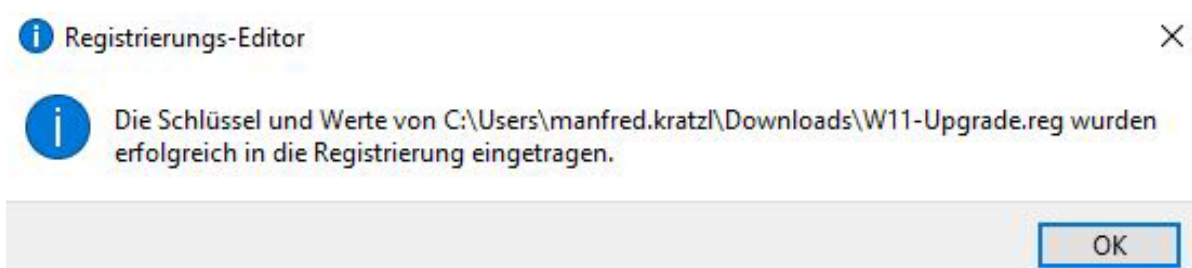 Registrierungs-Editor
Die Schlüssel und Werte von C:\Users\manfred.kratzl\Downloads\W11-Upgrade.reg wurden
erfolgreich in die Registrierung eingetragen.
OK